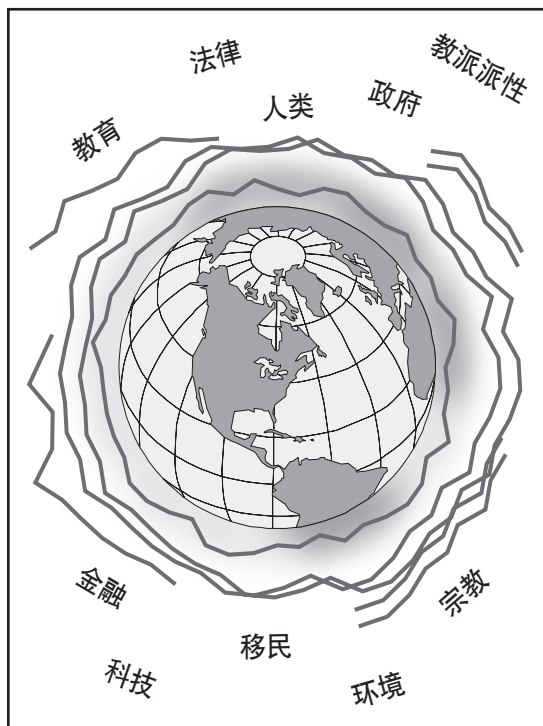 法律
教派派性
人类
政府
教育
金融
宗教
移民
科技
环境